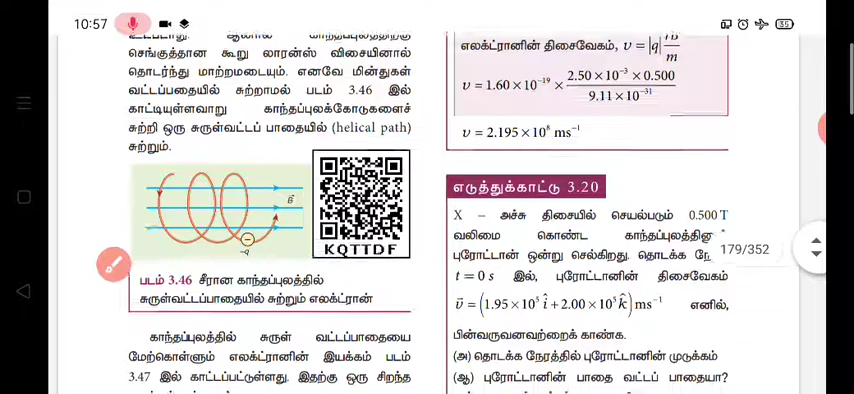 10:57
35
செங்குத்தான கூறு லாரன்ஸ் விசையினால்
தொடர்ந்து மாற்றமடையும். எனவே மின்துகள்
வட்டப்பாதையில் சுற்றாமல் படம் 3.46 இல்
காட்டியுள்ளவாறு காந்தப்புலக்கோடுகளைச்
சுற்றி ஒரு சுருள்வட்டப் பாதையில் (helical path)
சுற்றும்.
B⃗
−q
KQTTDF
படம் 3.46 சீரான காந்தப்புலத்தில்
சுருள்வட்டப்பாதையில் சுற்றும் எலக்ட்ரான்
காந்தப்புலத்தில் சுருள் வட்டப்பாதையை
மேற்கொள்ளும் எலக்ட்ரானின் இயக்கம் படம்
3.47 இல் காட்டப்பட்டுள்ளது. இதற்கு ஒரு சிறந்த
எலக்ட்ரானின் திசைவேகம், υ = |q| m
υ = 1.60×10⁻¹⁹ × 2.50×10⁻³×0.500 / 9.11×10⁻³¹
υ = 2.195×10⁸ ms⁻¹
எடுத்துக்காட்டு 3.20
X – அச்சு திசையில் செயல்படும் 0.500 T
வலிமை கொண்ட
புரோட்டான் ஒன்று செல்கிறது. தொடக்க
179/352
t = 0 s இல், புரோட்டானின் திசைவேகம்
υ⃗ = (1.95×10⁵ î + 2.00×10⁵ k̂) ms⁻¹ எனில்,
பின்வருவனவற்றைக் காண்க.
(அ) தொடக்க நேரத்தில் புரோட்டானின் முடுக்கம்
(ஆ) புரோட்டானின் பாதை வட்டப் பாதையா?